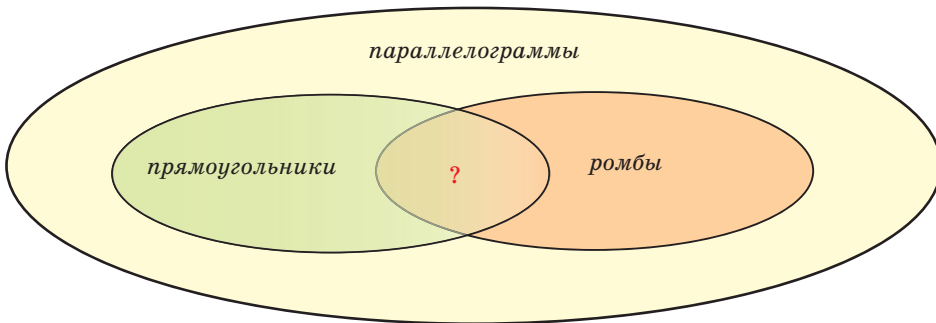 параллелограммы
прямоугольники
?
ромбы